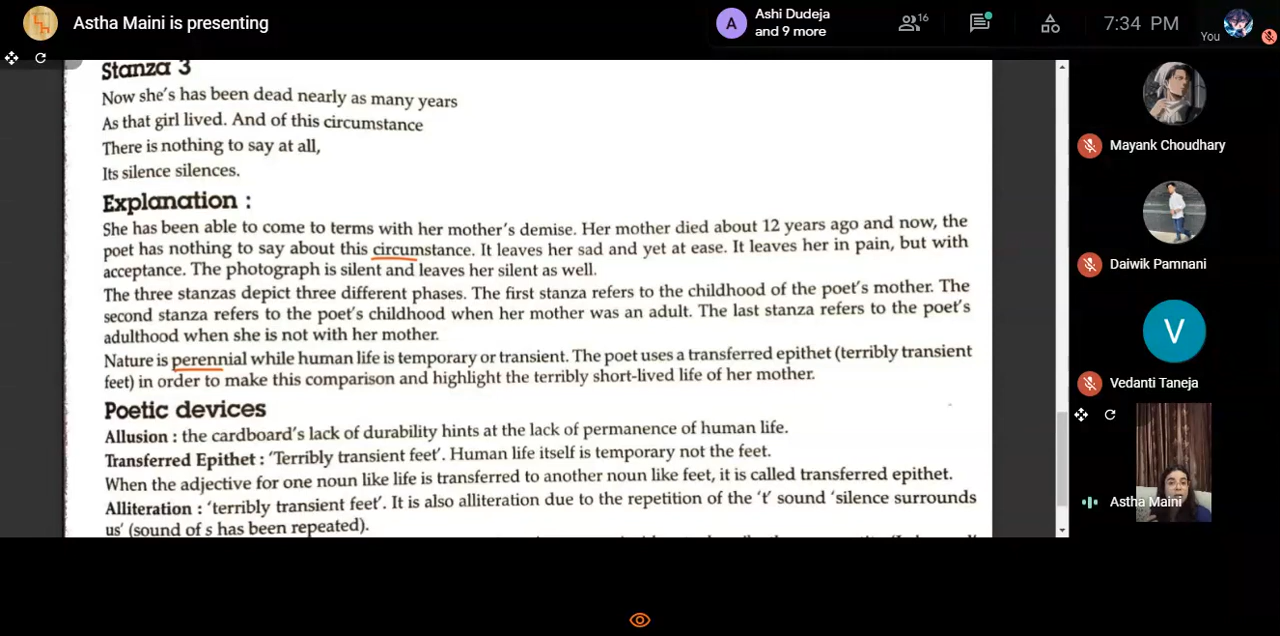 Astha Maini is presenting
A
Ashi Dudeja
and 9 more
16
7:34 PM
You
Stanza 3
Now she's has been dead nearly as many years
As that girl lived. And of this circumstance
There is nothing to say at all,
Its silence silences.
Explanation :
She has been able to come to terms with her mother's demise. Her mother died about 12 years ago and now, the
poet has nothing to say about this circumstance. It leaves her sad and yet at ease. It leaves her in pain, but with
acceptance. The photograph is silent and leaves her silent as well.
The three stanzas depict three different phases. The first stanza refers to the childhood of the poet's mother. The
second stanza refers to the poet's childhood when her mother was an adult. The last stanza refers to the poet's
adulthood when she is not with her mother.
Nature is perennial while human life is temporary or transient. The poet uses a transferred epithet (terribly transient
feet) in order to make this comparison and highlight the terribly short-lived life of her mother.
Poetic devices
Allusion : the cardboard's lack of durability hints at the lack of permanence of human life.
Transferred Epithet : 'Terribly transient feet'. Human life itself is temporary not the feet.
When the adjective for one noun like life is transferred to another noun like feet, it is called transferred epithet.
Alliteration : 'terribly transient feet'. It is also alliteration due to the repetition of the 't' sound 'silence surrounds
us' (sound of s has been repeated).
Mayank Choudhary
Daiwik Pamnani
V
Vedanti Taneja
Astha Maini